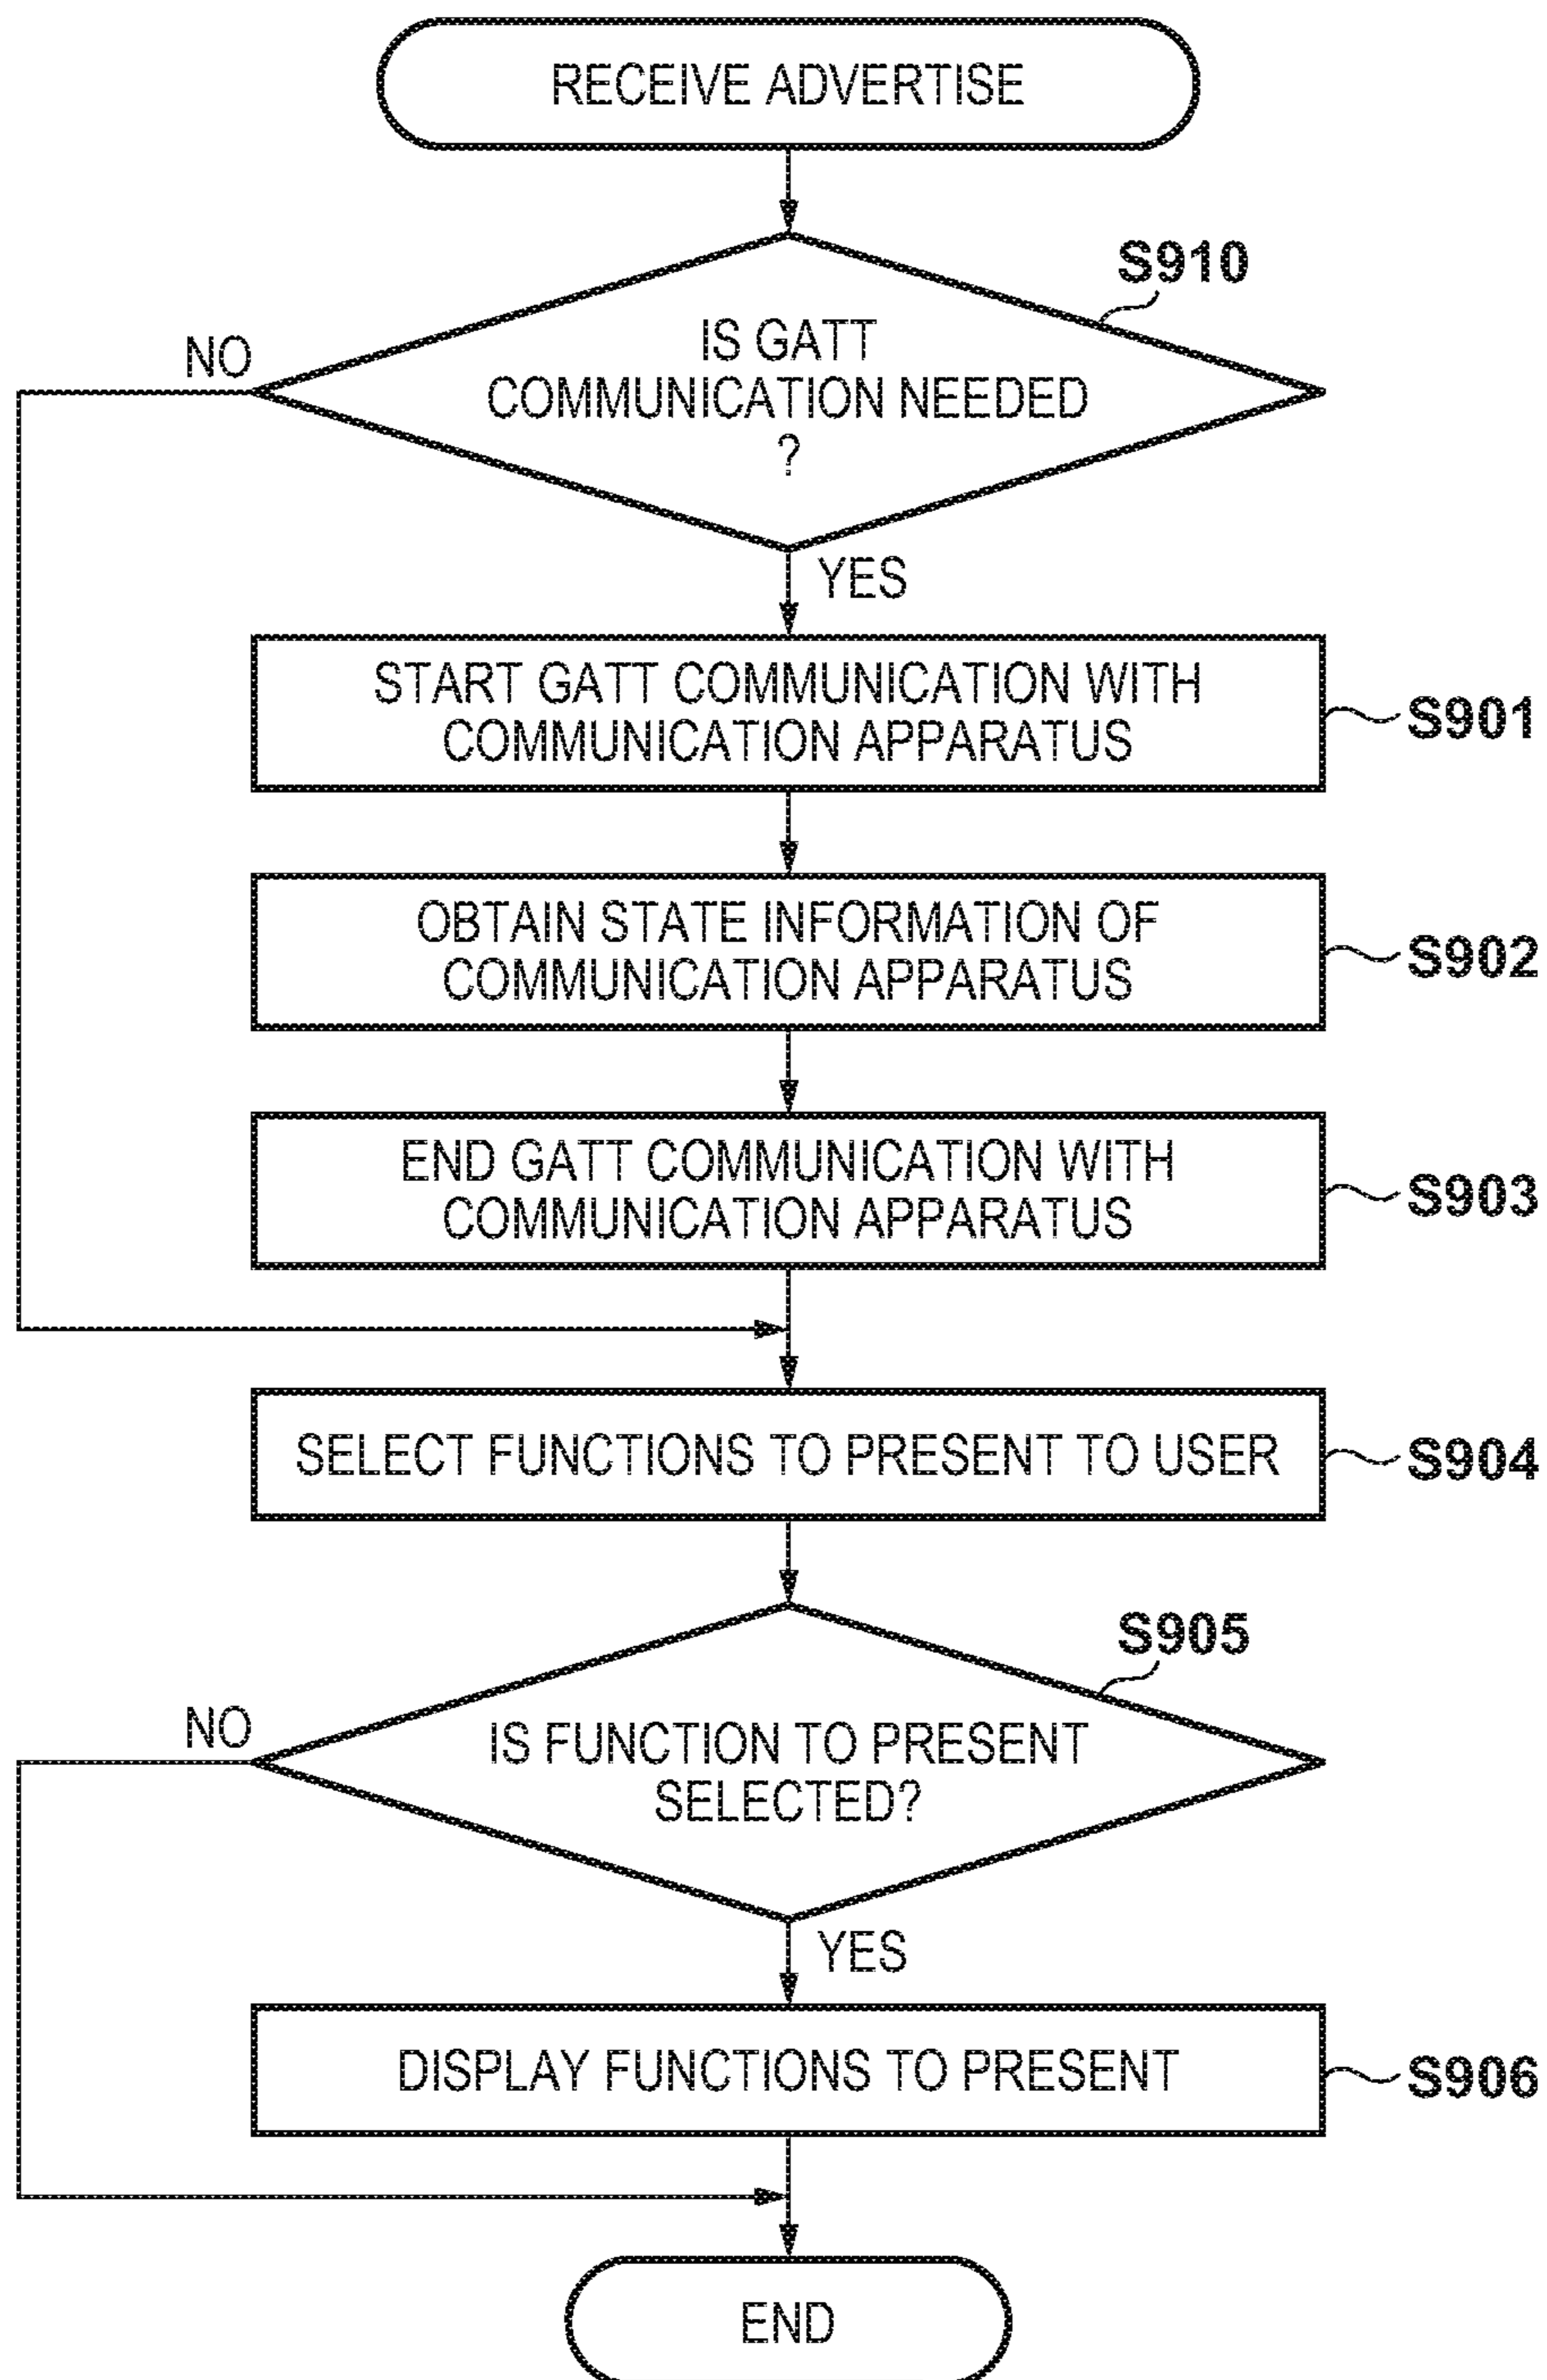 RECEIVE ADVERTISE
S910
NO
IS GATT
COMMUNICATION NEEDED
?
YES
START GATT COMMUNICATION WITH
COMMUNICATION APPARATUS
S901
OBTAIN STATE INFORMATION OF
COMMUNICATION APPARATUS
S902
END GATT COMMUNICATION WITH
COMMUNICATION APPARATUS
S903
SELECT FUNCTIONS TO PRESENT TO USER
S904
S905
NO
IS FUNCTION TO PRESENT
SELECTED?
YES
DISPLAY FUNCTIONS TO PRESENT
S906
END